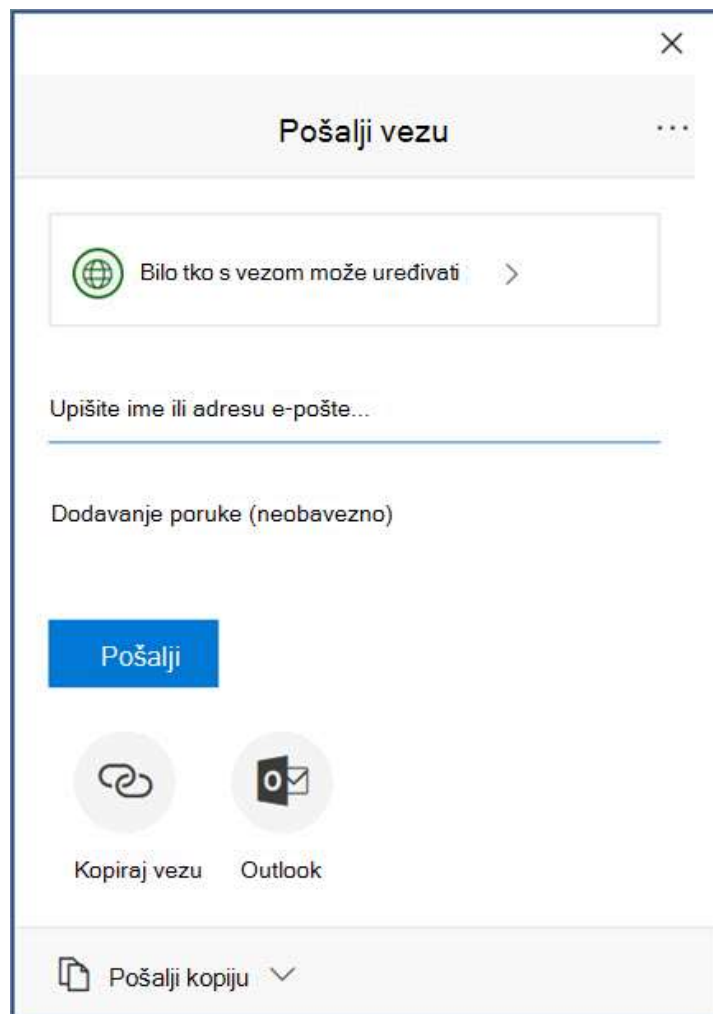 Pošalji vezu
Bilo tko s vezom može uređivati
Upišite ime ili adresu e-pošte...
Dodavanje poruke (neobavezno)
Pošalji
Kopiraj vezu Outlook
Pošalji kopiju